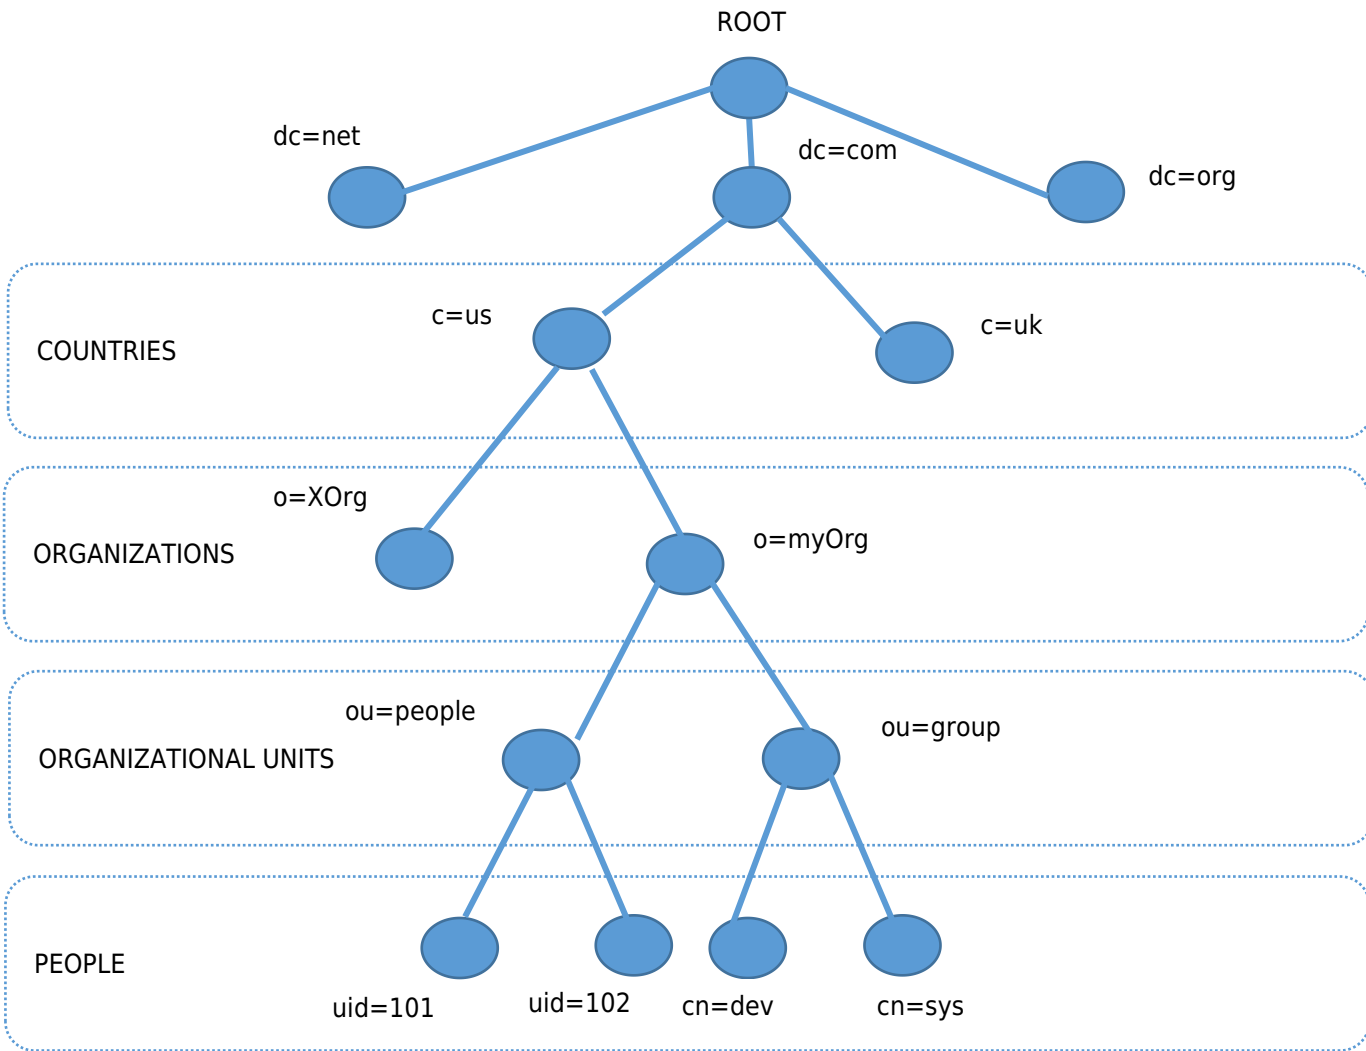 ROOT
dc=net
dc=com
dc=org
c=us
c=uk
COUNTRIES
o=XOrg
o=myOrg
ORGANIZATIONS
ou=people
ou=group
ORGANIZATIONAL UNITS
PEOPLE
uid=101
uid=102
cn=dev
cn=sys